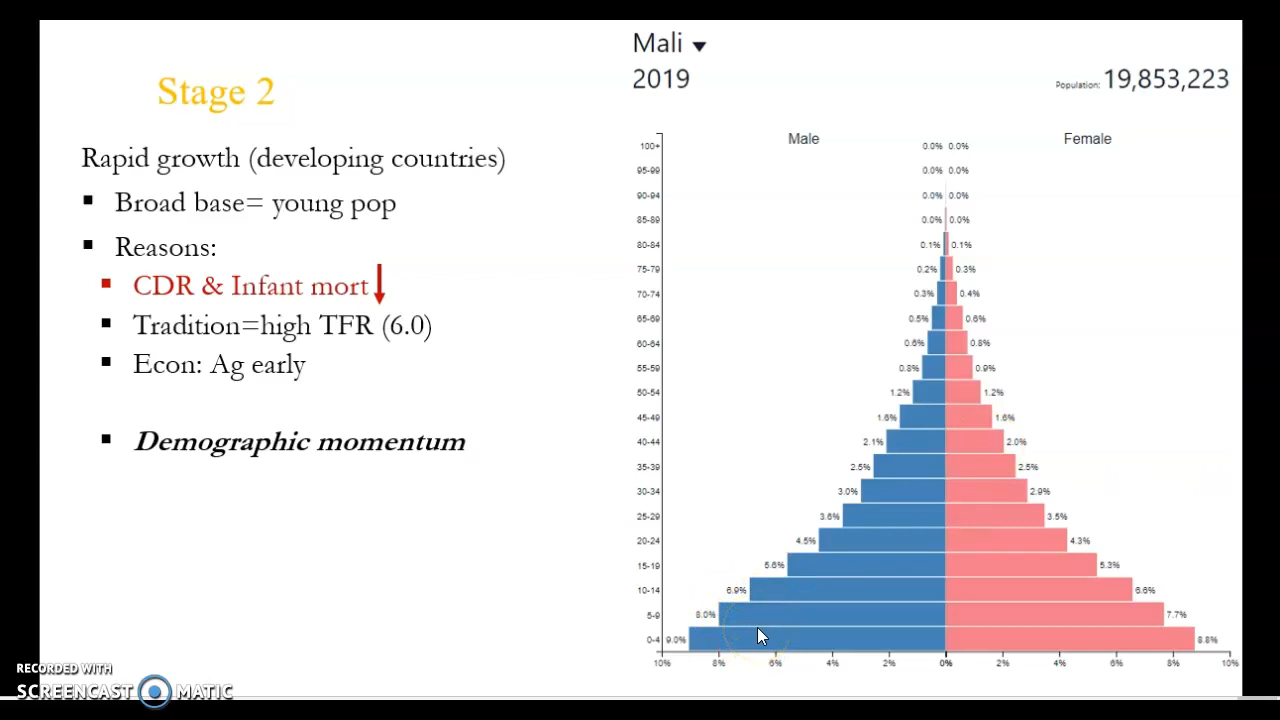 Stage 2
Rapid growth (developing countries)
▪ Broad base= young pop
▪ Reasons:
▪ CDR & Infant mort
▪ Tradition=high TFR (6.0)
▪ Econ: Ag early
▪ Demographic momentum
Mali
2019
Population: 19,853,223
Male Female
100+ 0.0% 0.0%
95-99 0.0% 0.0%
90-94 0.0% 0.0%
85-89 0.0% 0.0%
80-84 0.1% 0.1%
75-79 0.2% 0.3%
70-74 0.3% 0.4%
65-69 0.5% 0.6%
60-64 0.6% 0.8%
55-59 0.8% 0.9%
50-54 1.2% 1.2%
45-49 1.6% 1.6%
40-44 2.1% 2.0%
35-39 2.5% 2.5%
30-34 3.0% 2.9%
25-29 3.6% 3.5%
20-24 4.5% 4.3%
15-19 5.6% 5.3%
10-14 6.9% 6.6%
5-9 8.0% 7.7%
0-4 9.0% 8.8%
10% 8% 6% 4% 2% 0% 2% 4% 6% 8% 10%
RECORDED WITH
SCREENCAST MATIC